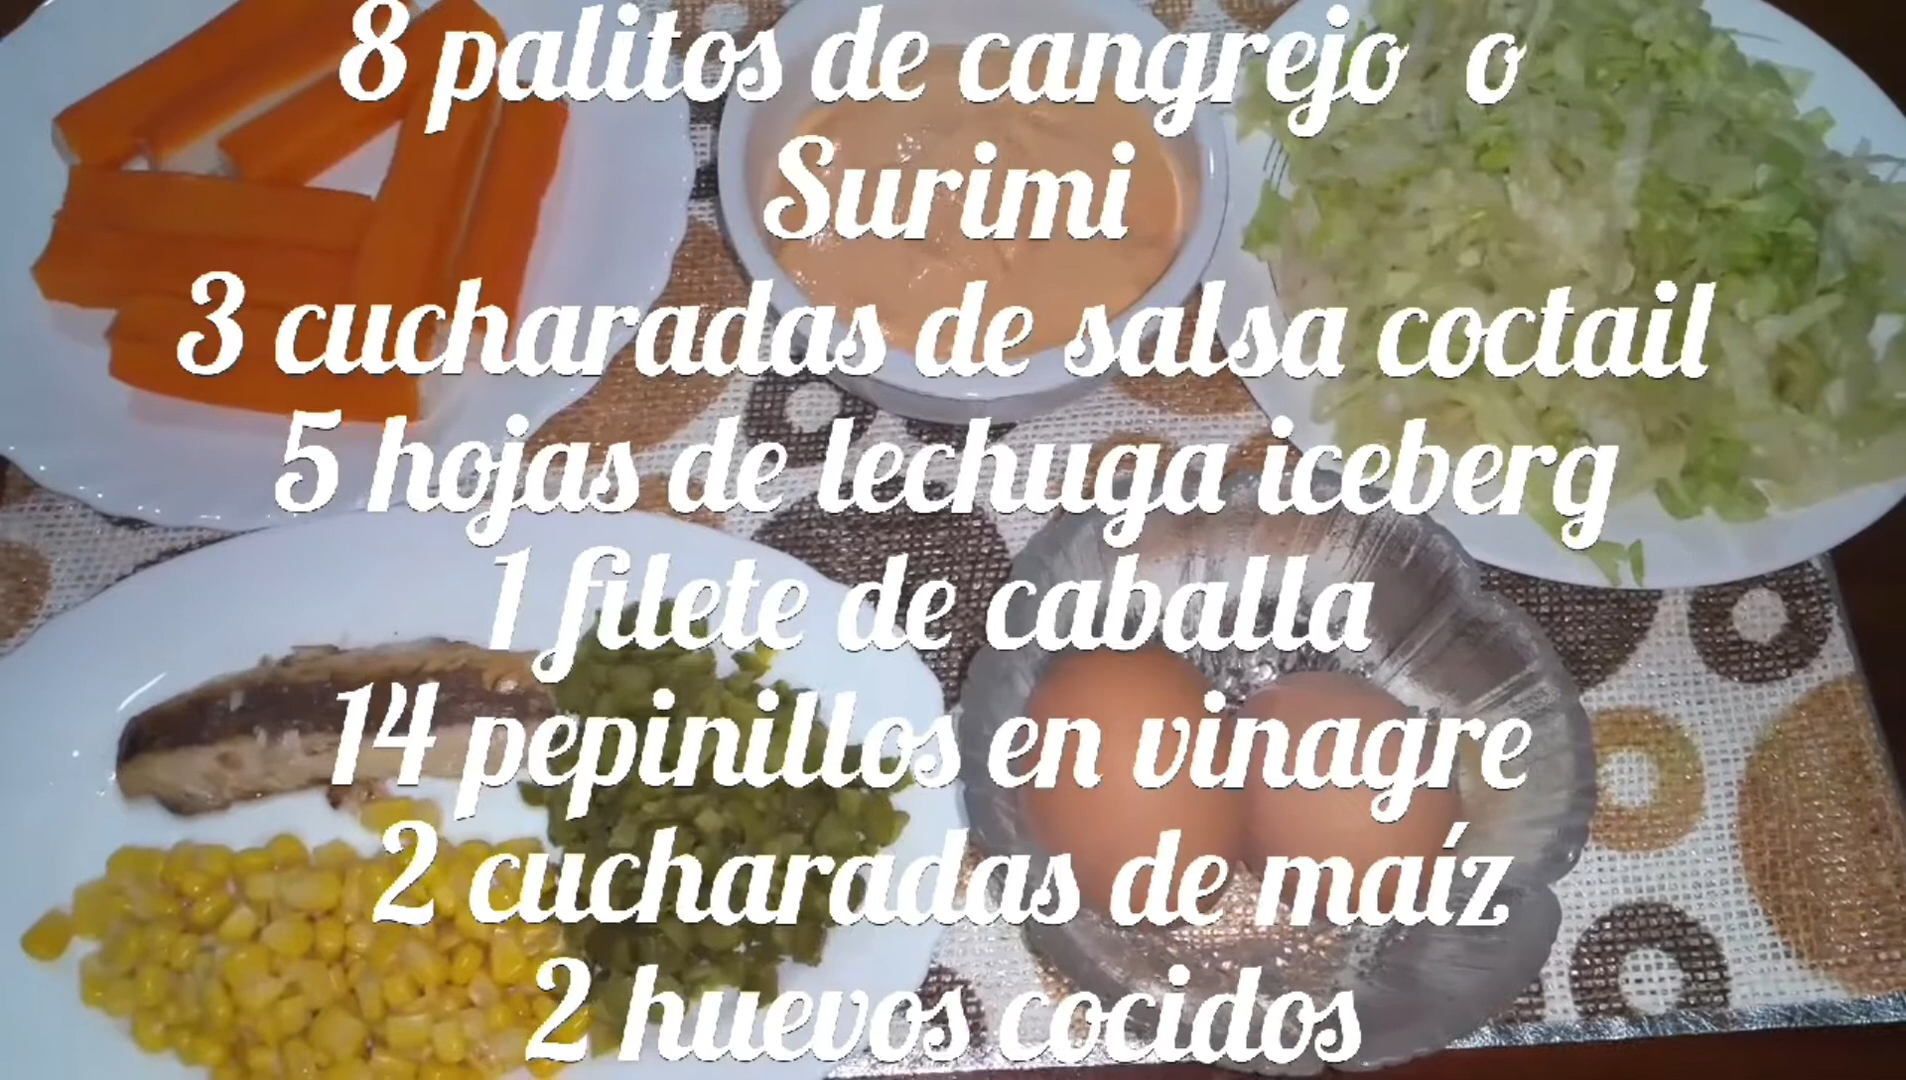 8 palitos de cangrejo o
Surimi
3 cucharadas de salsa coctail
5 hojas de lechuga iceberg
1 filete de caballa
14 pepinillos en vinagre
2 cucharadas de maíz
2 huevos cocidos